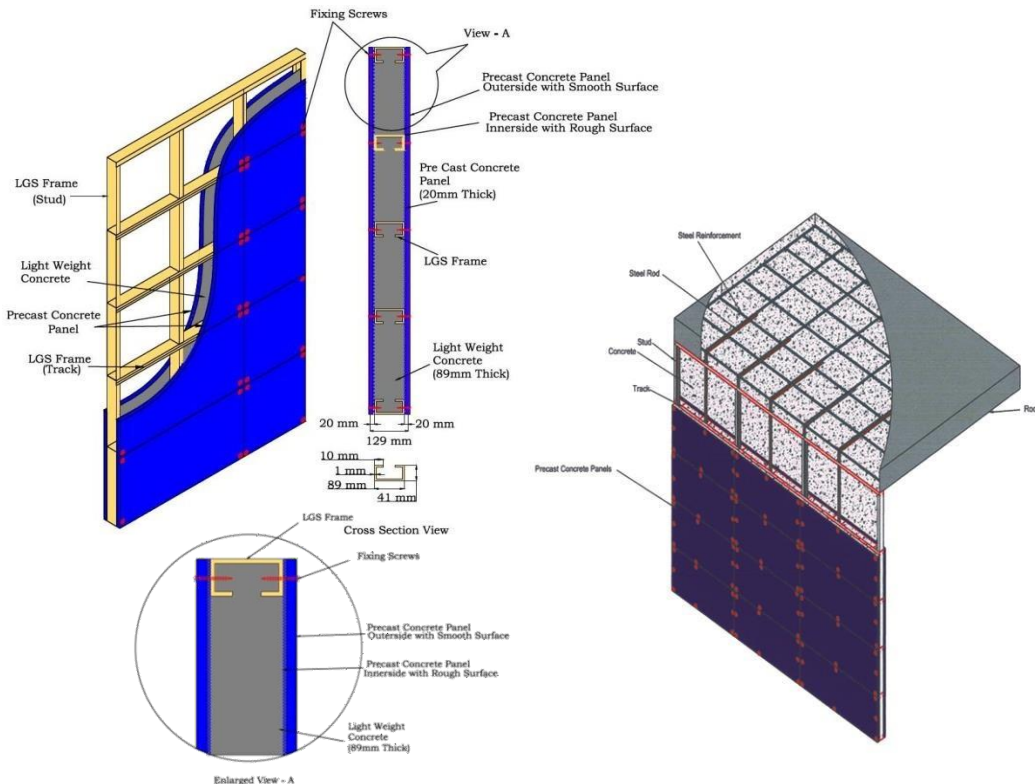 Fixing Screws
View - A
Precast Concrete Panel
Outerside with Smooth Surface
Precast Concrete Panel
Innerside with Rough Surface
Pre Cast Concrete
Panel
(20mm Thick)
LGS Frame
(Stud)
LGS Frame
Light Weight
Concrete
Precast Concrete
Panel
LGS Frame
(Track)
Light Weight
Concrete
(89mm Thick)
20 mm
20 mm
129 mm
10 mm
1 mm
89 mm
41 mm
Cross Section View
LGS Frame
Fixing Screws
Precast Concrete Panel
Outerside with Smooth Surface
Precast Concrete Panel
Innerside with Rough Surface
Light Weight
Concrete
(89mm Thick)
Enlarged View - A
Steel Reinforcement
Steel Rod
Stud
Concrete
Track
Precast Concrete Panels